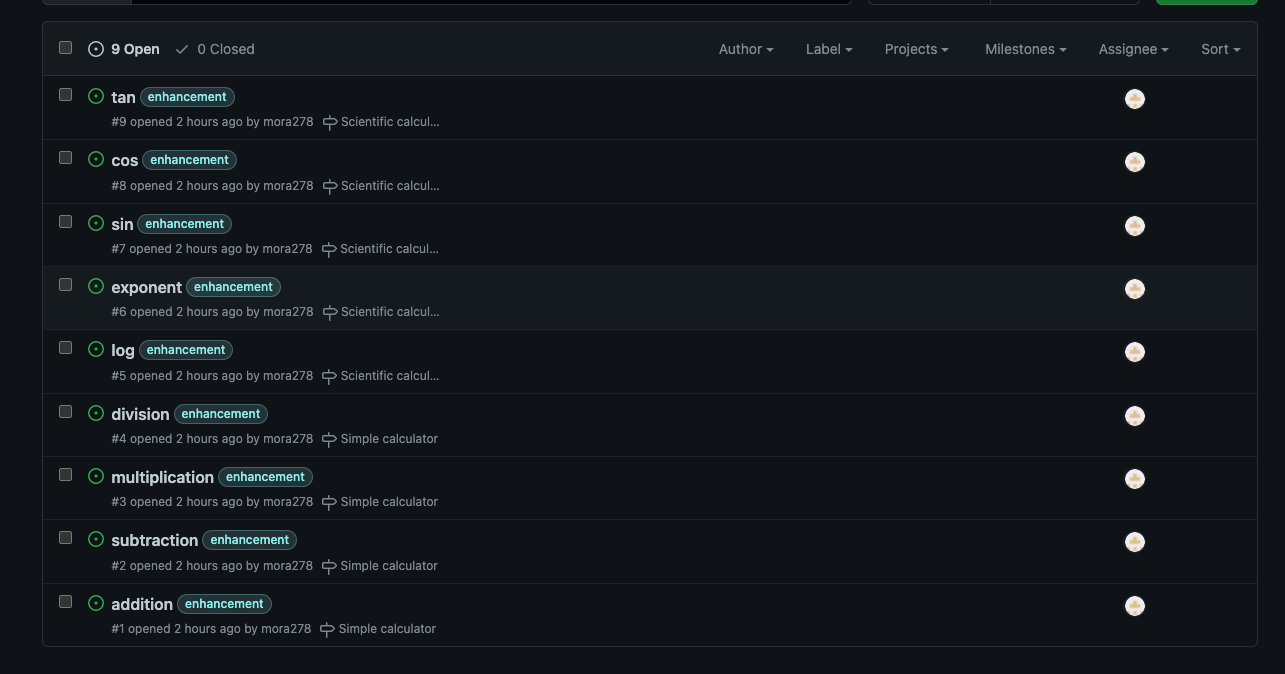 9 Open 0 Closed Author Label Projects Milestones Assignee Sort
tan enhancement
#9 opened 2 hours ago by mora278 Scientific calcul...
cos enhancement
#8 opened 2 hours ago by mora278 Scientific calcul...
sin enhancement
#7 opened 2 hours ago by mora278 Scientific calcul...
exponent enhancement
#6 opened 2 hours ago by mora278 Scientific calcul...
log enhancement
#5 opened 2 hours ago by mora278 Scientific calcul...
division enhancement
#4 opened 2 hours ago by mora278 Simple calculator
multiplication enhancement
#3 opened 2 hours ago by mora278 Simple calculator
subtraction enhancement
#2 opened 2 hours ago by mora278 Simple calculator
addition enhancement
#1 opened 2 hours ago by mora278 Simple calculator